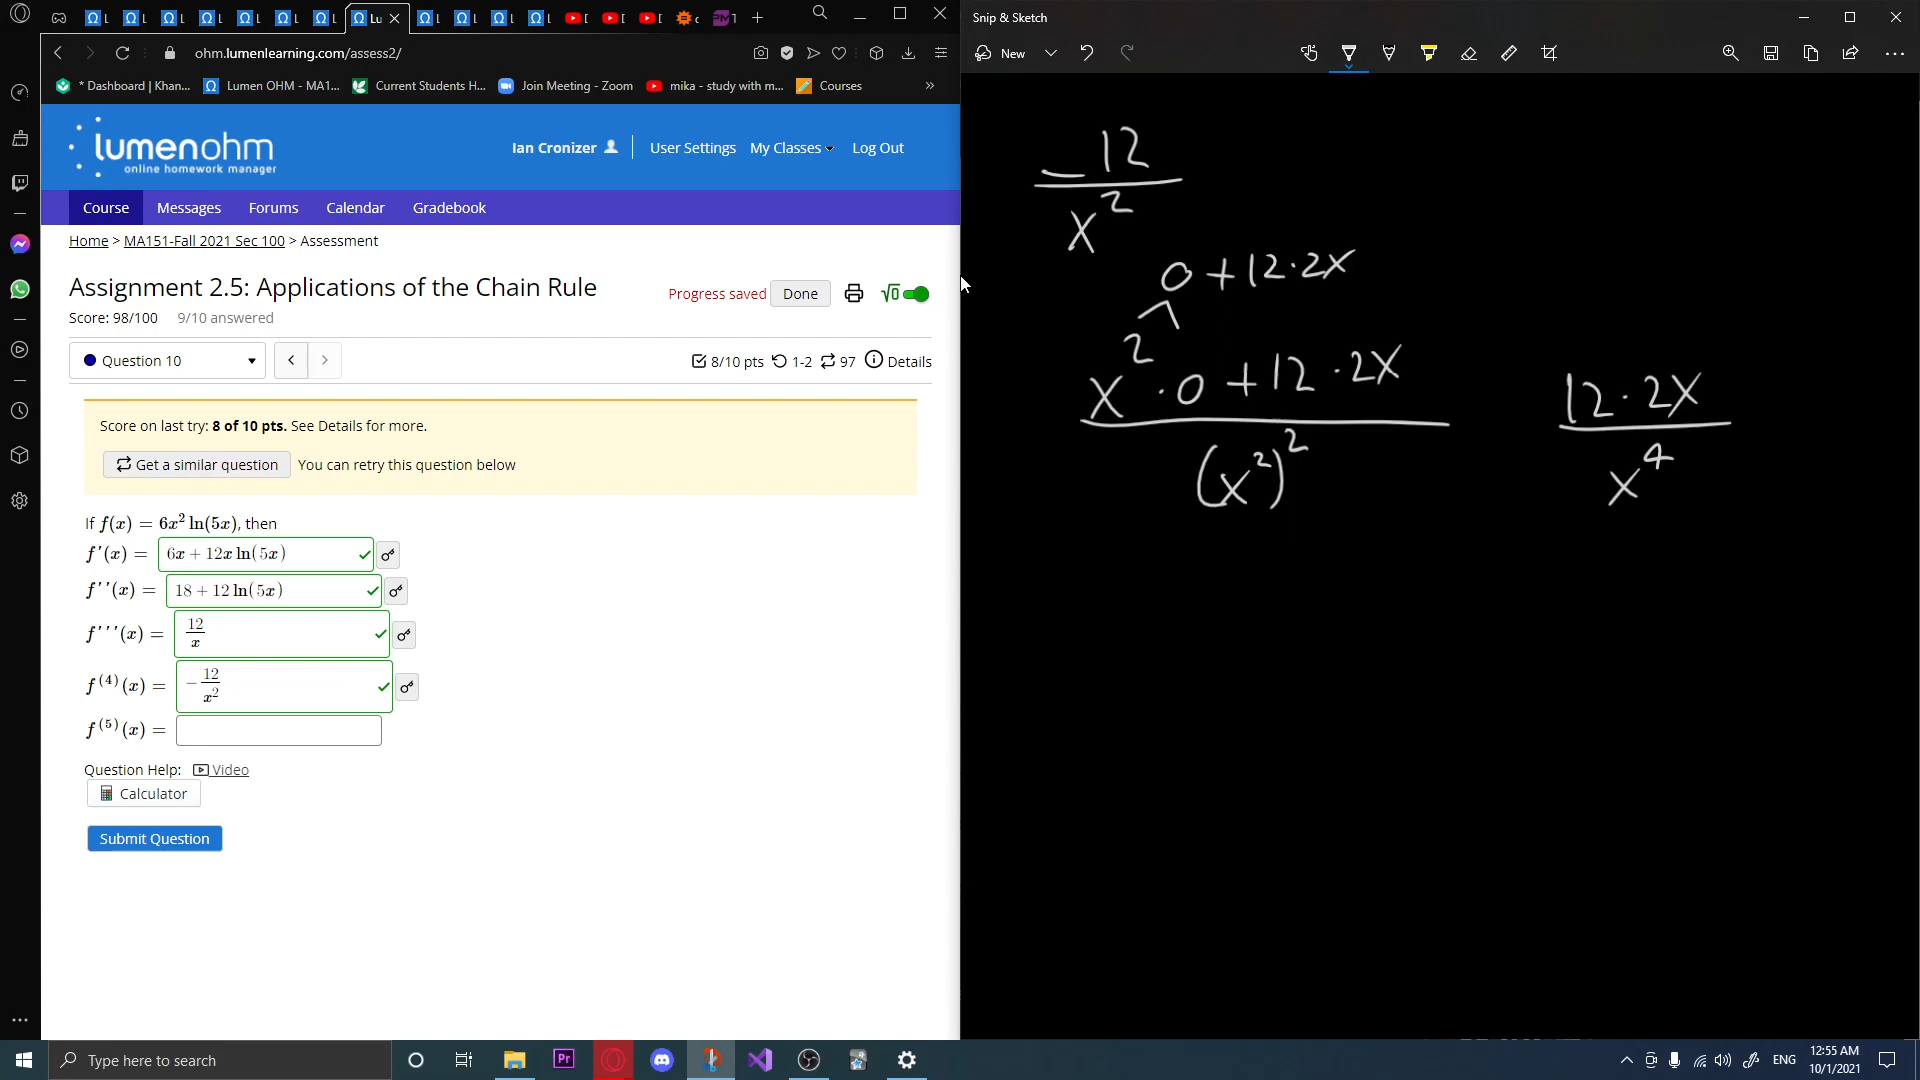 Lu
Snip & Sketch
ohm.lumenlearning.com/assess2/
New
* Dashboard | Khan...
Lumen OHM - MA1...
Current Students H...
Join Meeting - Zoom
mika - study with m...
Courses
»
lumenohm
online homework manager
Ian Cronizer
User Settings
My Classes
Log Out
Course Messages Forums Calendar Gradebook
Home > MA151-Fall 2021 Sec 100 > Assessment
Assignment 2.5: Applications of the Chain Rule
Progress saved
Done
√0
Score: 98/100 9/10 answered
Question 10
< >
8/10 pts 1-2 97 Details
Score on last try: 8 of 10 pts. See Details for more.
Get a similar question You can retry this question below
If f(x) = 6x² ln(5x), then
f'(x) = 6x + 12x ln(5x)
f''(x) = 18 + 12 ln(5x)
f'''(x) = 12/x
f⁽⁴⁾(x) = -12/x²
f⁽⁵⁾(x) =
Question Help: Video
Calculator
Submit Question
-12
x²
0 + 12·2x
x² · 0 + 12 · 2x
(x²)²
12 · 2x
x⁴
Type here to search
Pr
ENG
12:55 AM
10/1/2021